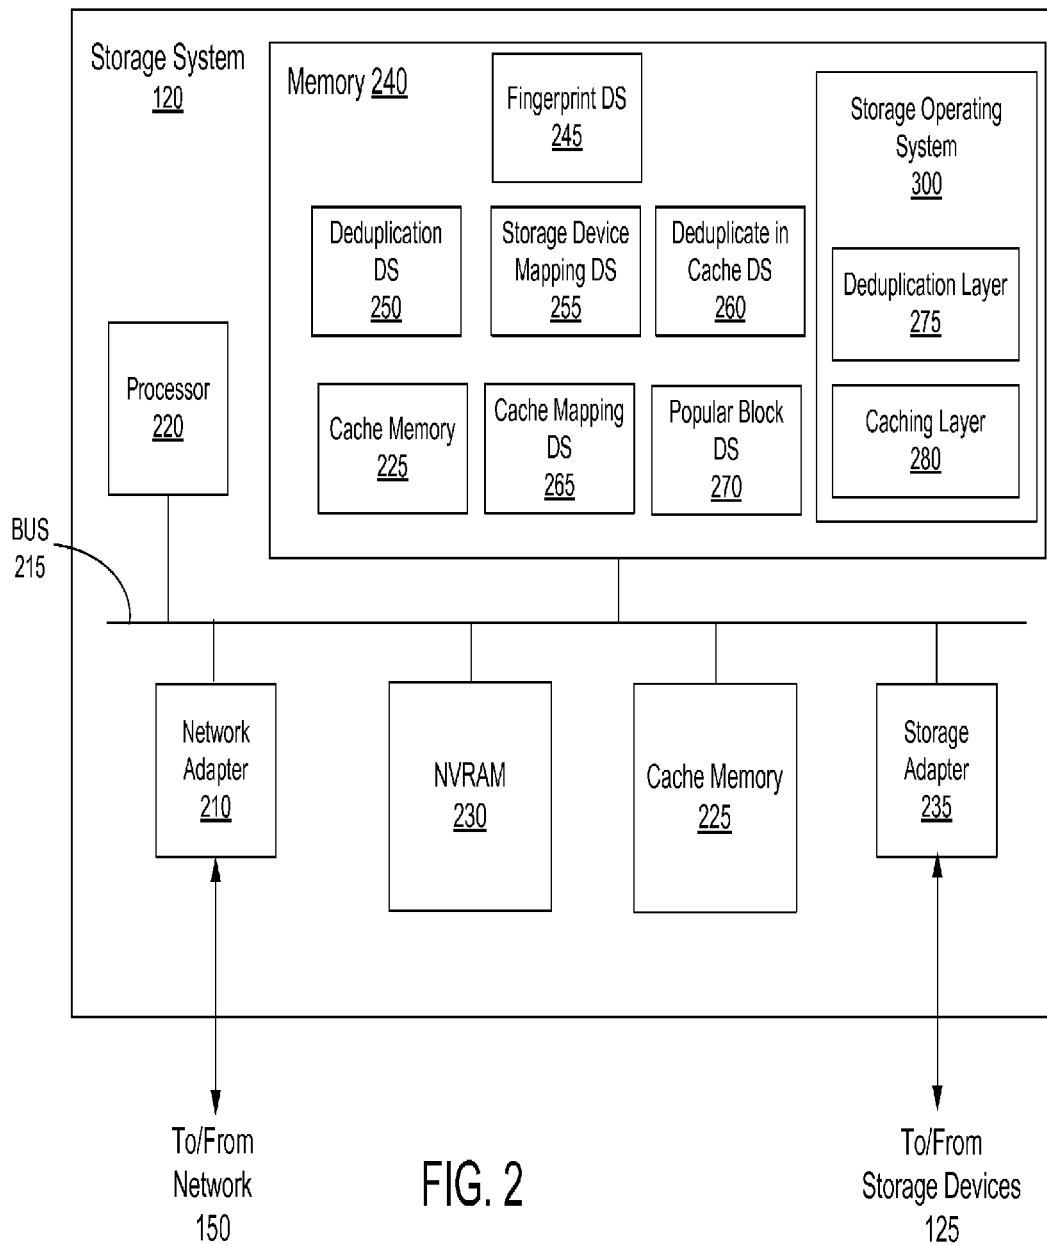 Storage System
120
Memory 240
Fingerprint DS
245
Storage Operating
System
300
Deduplication
DS
250
Storage Device
Mapping DS
255
Deduplicate in
Cache DS
260
Deduplication Layer
275
Processor
220
Cache Memory
225
Cache Mapping
DS
265
Popular Block
DS
270
Caching Layer
280
BUS
215
Network
Adapter
210
NVRAM
230
Cache Memory
225
Storage
Adapter
235
To/From
Network
150
FIG. 2
To/From
Storage Devices
125